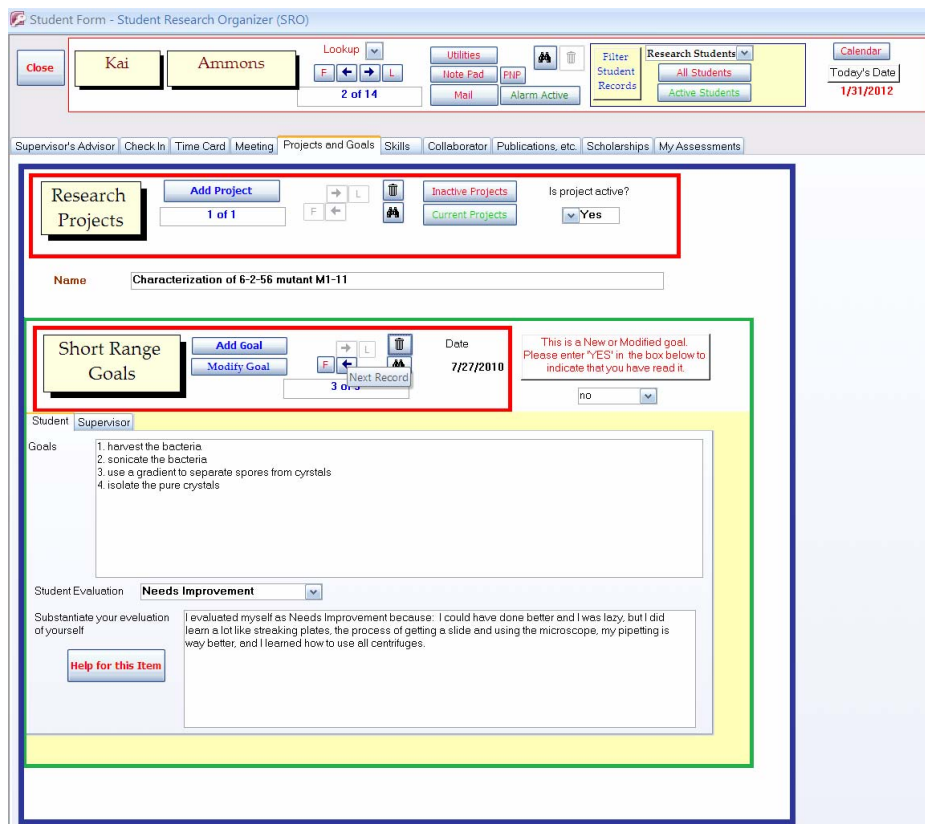 Student Form - Student Research Organizer (SRO)
Close
Kai
Ammons
Lookup
F
L
2 of 14
Utilities
Note Pad
PNP
Mail
Alarm Active
Filter
Student
Records
Research Students
All Students
Active Students
Calendar
Today's Date
1/31/2012
Supervisor's Advisor
Check In
Time Card
Meeting
Projects and Goals
Skills
Collaborator
Publications, etc.
Scholarships
My Assessments
Research
Projects
Add Project
1 of 1
L
F
Inactive Projects
Current Projects
Is project active?
Yes
Name
Characterization of 6-2-56 mutant M1-11
Short Range
Goals
Add Goal
Modify Goal
L
F
Next Record
3 of
Date
7/27/2010
This is a New or Modified goal.
Please enter "YES' in the box below to
indicate that you have read it.
no
Student
Supervisor
Goals
1. harvest the bacteria
2. sonicate the bacteria
3. use a gradient to separate spores from cyrstals
4. isolate the pure crystals
Student Evaluation
Needs Improvement
Substantiate your evaluation
of yourself
I evaluated myself as Needs Improvement because: I could have done better and I was lazy, but I did
learn a lot like streaking plates, the process of getting a slide and using the microscope, my pipetting is
way better, and I learned how to use all centrifuges.
Help for this Item